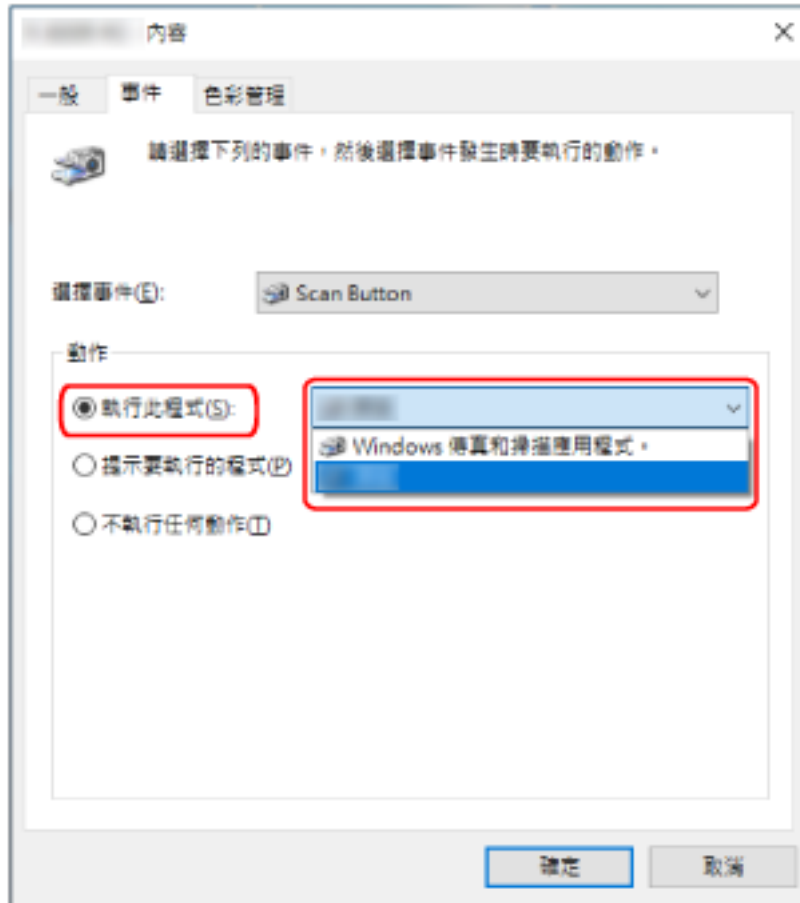 內容
一般 事件 色彩管理
請選擇下列的事件，然後選擇事件發生時要執行的動作。
選擇事件(E): Scan Button
動作
執行此程式(S):
Windows 傳真和掃描應用程式。
提示要執行的程式(P)
不執行任何動作(T)
確定 取消